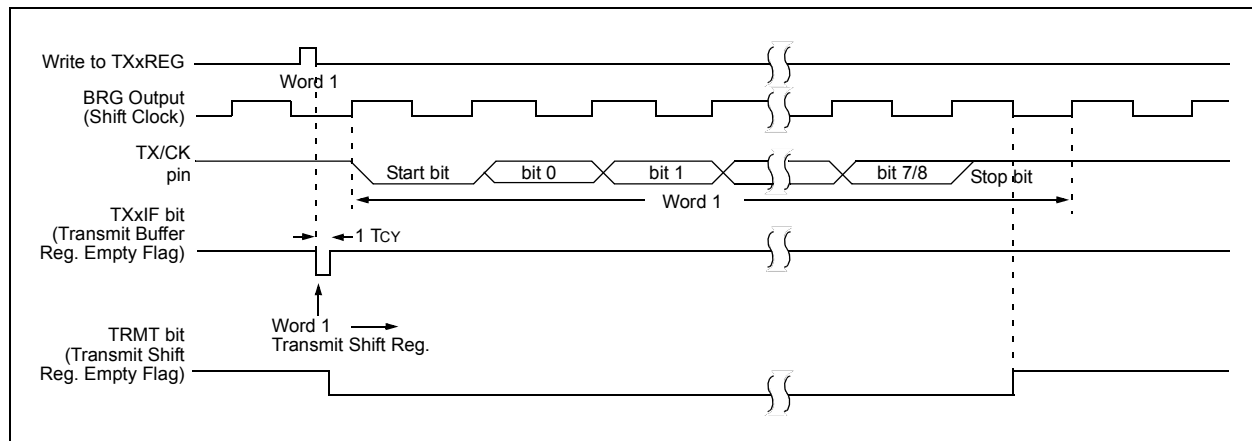 Write to TXxREG
Word 1
BRG Output
(Shift Clock)
TX/CK
pin
Start bit
bit 0
bit 1
bit 7/8
Stop bit
Word 1
TXxIF bit
(Transmit Buffer
Reg. Empty Flag)
1 TCY
Word 1
Transmit Shift Reg.
TRMT bit
(Transmit Shift
Reg. Empty Flag)